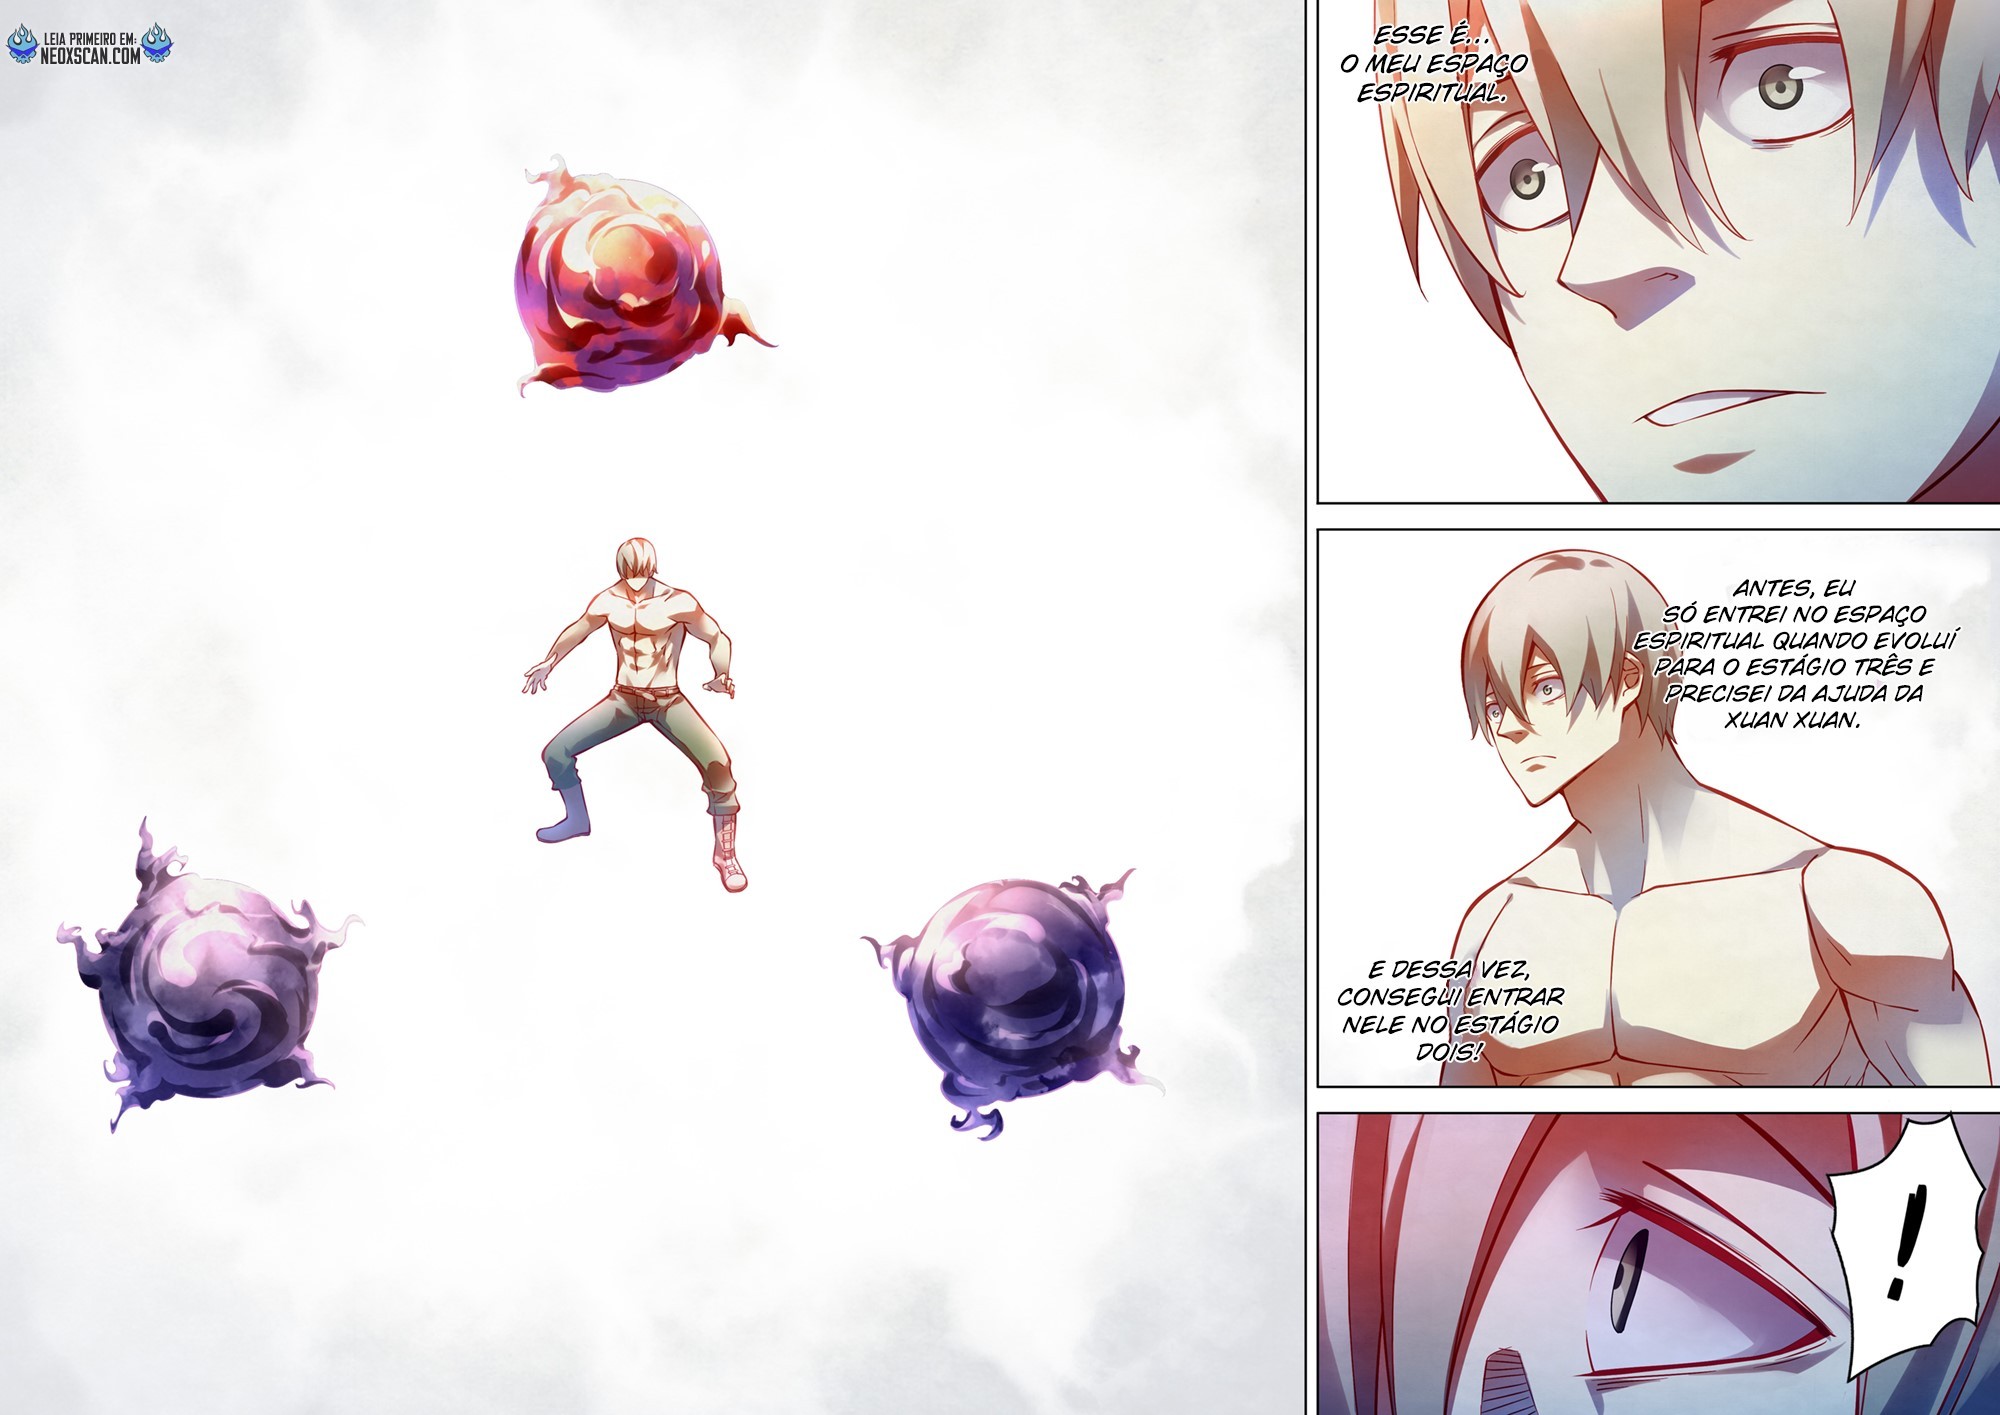 LEIA PRIMEIRO EM:
NEOXSCAN.COM
ESSE É...
O MEU ESPAÇO
ESPIRITUAL.
ANTES, EU
SÓ ENTREI NO ESPAÇO
ESPIRITUAL QUANDO EVOLUÍ
PARA O ESTÁGIO TRÊS E
PRECISEI DA AJUDA DA
XUAN XUAN.
E DESSA VEZ,
CONSEGUI ENTRAR
NELE NO ESTÁGIO
DOIS!
!